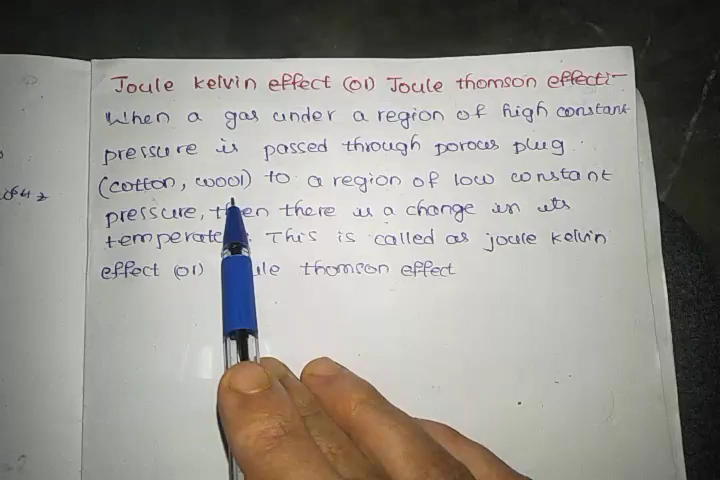 Joule kelvin effect (or) Joule thomson effect:-
When a gas under a region of high constant
pressure is passed through porous plug.
(cotton, wool) to a region of low constant
pressure, then there is a change in its
This is called as joule kelvin
effect (or) thomson effect